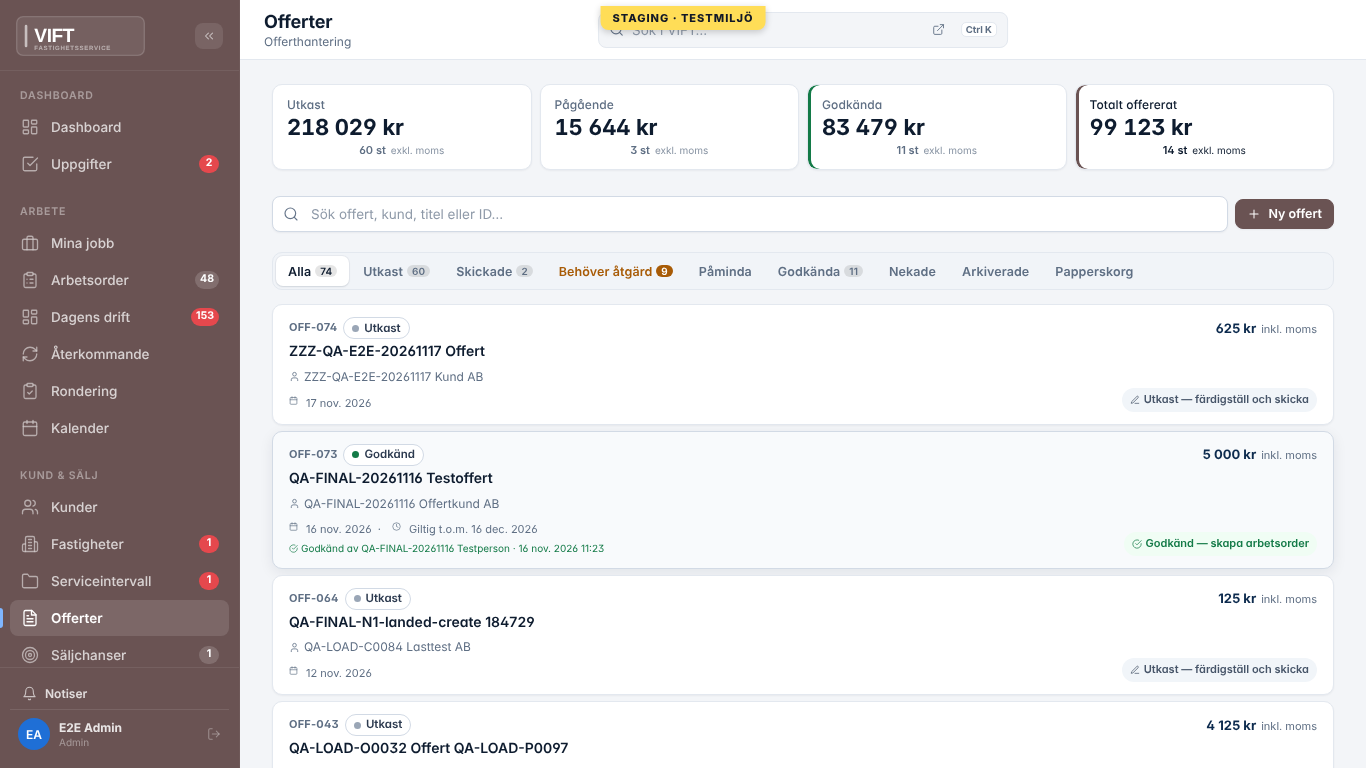 VIFT
FASTIGHETSSERVICE
DASHBOARD
Dashboard
Uppgifter 2
ARBETE
Mina jobb
Arbetsorder 48
Dagens drift 153
Återkommande
Rondering
Kalender
KUND & SÄLJ
Kunder
Fastigheter 1
Serviceintervall 1
Offerter
Säljchanser 1
Notiser
EA E2E Admin
Admin
Offerter
Offerthantering
STAGING · TESTMILJÖ
Sök i VIFT... Ctrl K
Utkast
218 029 kr
60 st exkl. moms
Pågående
15 644 kr
3 st exkl. moms
Godkända
83 479 kr
11 st exkl. moms
Totalt offererat
99 123 kr
14 st exkl. moms
Sök offert, kund, titel eller ID...
+ Ny offert
Alla 74 Utkast 60 Skickade 2 Behöver åtgärd 9 Påminda Godkända 11 Nekade Arkiverade Papperskorg
OFF-074 Utkast 625 kr inkl. moms
ZZZ-QA-E2E-20261117 Offert
ZZZ-QA-E2E-20261117 Kund AB
17 nov. 2026 Utkast — färdigställ och skicka
OFF-073 Godkänd 5 000 kr inkl. moms
QA-FINAL-20261116 Testoffert
QA-FINAL-20261116 Offertkund AB
16 nov. 2026 · Giltig t.o.m. 16 dec. 2026
Godkänd av QA-FINAL-20261116 Testperson · 16 nov. 2026 11:23 Godkänd — skapa arbetsorder
OFF-064 Utkast 125 kr inkl. moms
QA-FINAL-N1-landed-create 184729
QA-LOAD-C0084 Lasttest AB
12 nov. 2026 Utkast — färdigställ och skicka
OFF-043 Utkast 4 125 kr inkl. moms
QA-LOAD-O0032 Offert QA-LOAD-P0097